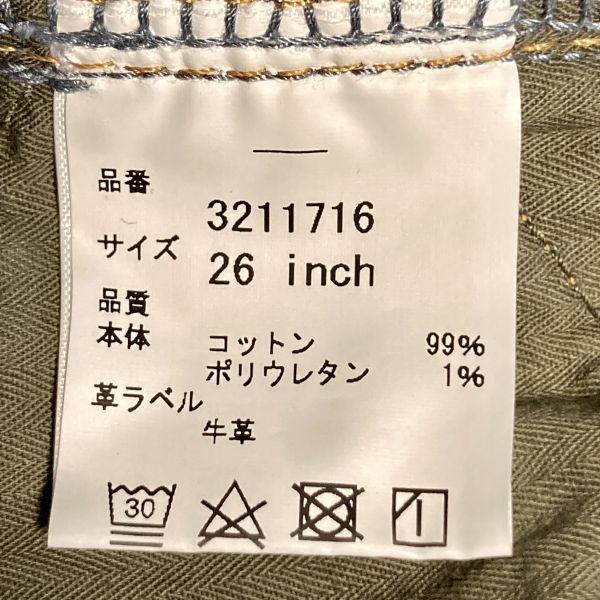 品番
3211716
サイズ
26 inch
品質
本体 コットン 99%
ポリウレタン 1%
革ラベル
牛革
30